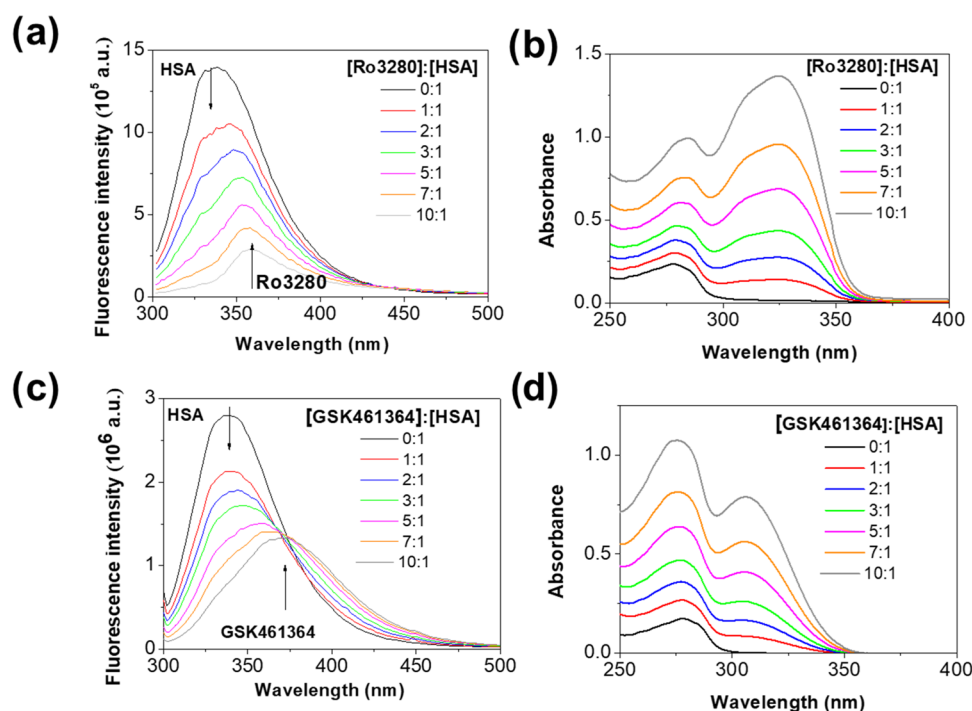 (a)
Fluorescence intensity (10⁵ a.u.)
15
10
5
0
HSA
[Ro3280]:[HSA]
0:1
1:1
2:1
3:1
5:1
7:1
10:1
Ro3280
300 350 400 450 500
Wavelength (nm)
(b)
Absorbance
1.5
1.0
0.5
0.0
[Ro3280]:[HSA]
0:1
1:1
2:1
3:1
5:1
7:1
10:1
250 300 350 400
Wavelength (nm)
(c)
Fluorescence intensity (10⁶ a.u.)
3
2
1
0
HSA
[GSK461364]:[HSA]
0:1
1:1
2:1
3:1
5:1
7:1
10:1
GSK461364
300 350 400 450 500
Wavelength (nm)
(d)
Absorbance
1.0
0.5
0.0
[GSK461364]:[HSA]
0:1
1:1
2:1
3:1
5:1
7:1
10:1
250 300 350 400
Wavelength (nm)